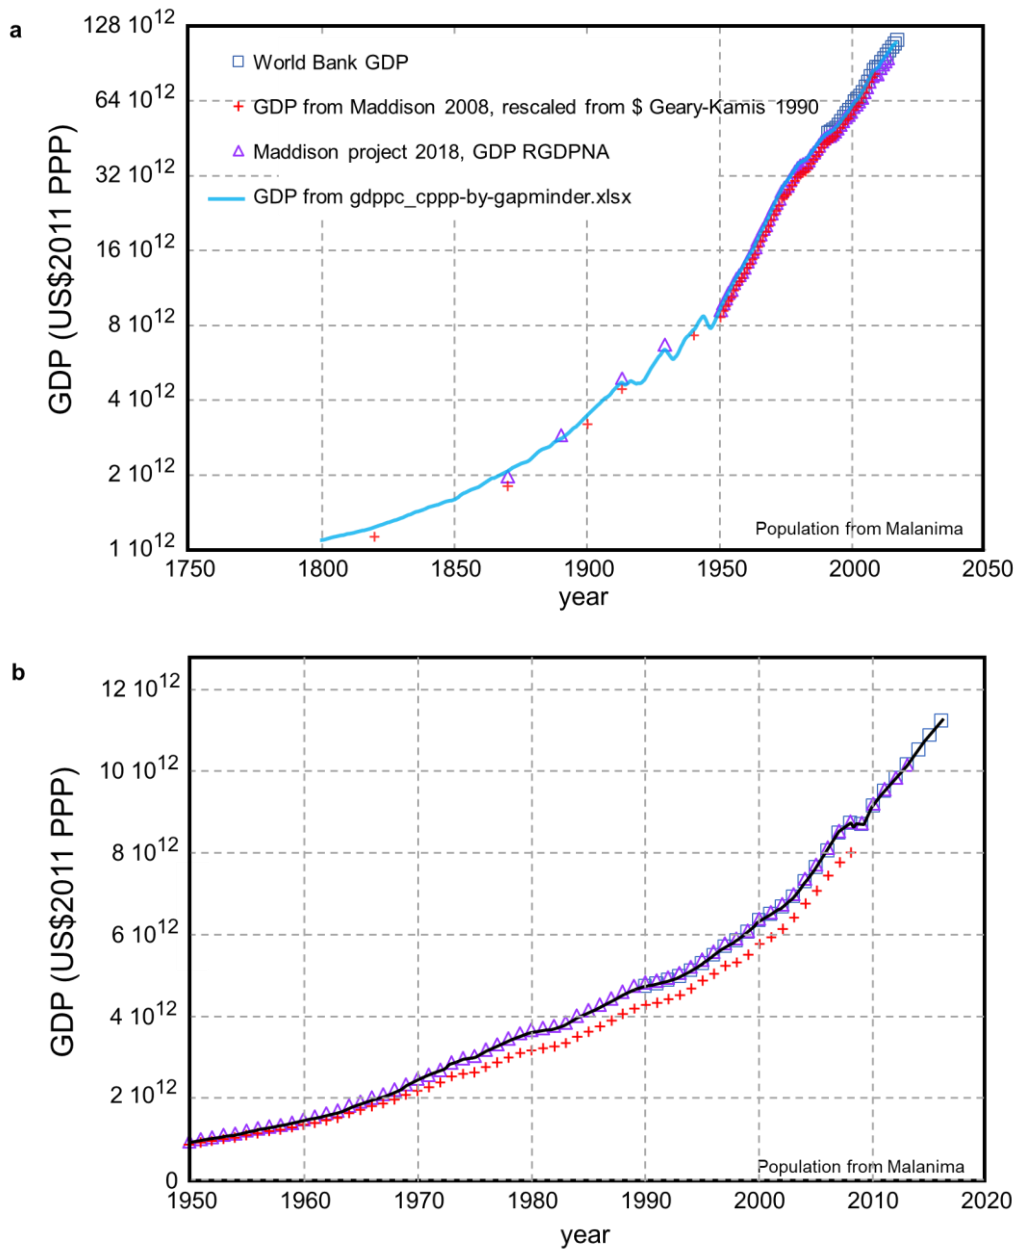 a
128 10¹²
64 10¹²
32 10¹²
16 10¹²
8 10¹²
4 10¹²
2 10¹²
1 10¹²
GDP (US$2011 PPP)
World Bank GDP
GDP from Maddison 2008, rescaled from $ Geary-Kamis 1990
Maddison project 2018, GDP RGDPNA
GDP from gdppc_cppp-by-gapminder.xlsx
Population from Malanima
1750 1800 1850 1900 1950 2000 2050
year
b
12 10¹²
10 10¹²
8 10¹²
6 10¹²
4 10¹²
2 10¹²
0
GDP (US$2011 PPP)
Population from Malanima
1950 1960 1970 1980 1990 2000 2010 2020
year